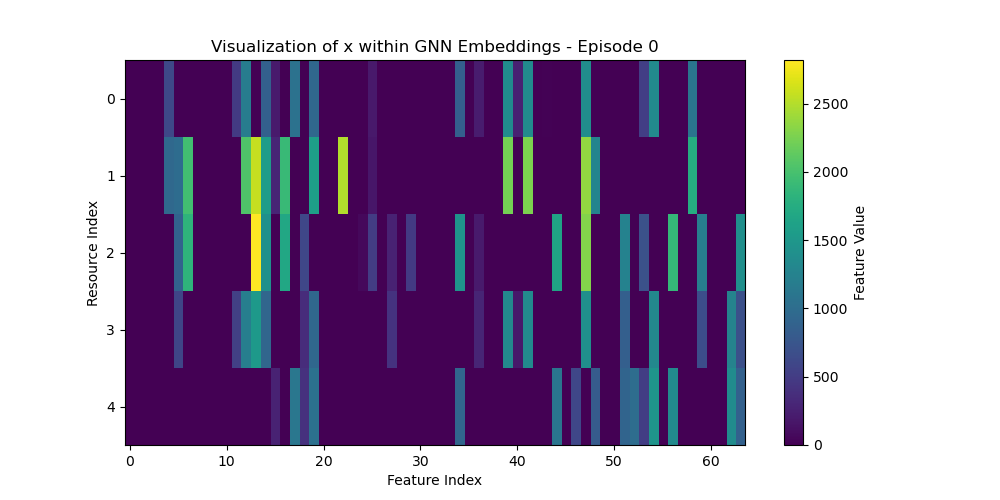 Visualization of x within GNN Embeddings - Episode 0
Resource Index
0
1
2
3
4
0 10 20 30 40 50 60
Feature Index
2500
2000
1500
1000
500
0
Feature Value